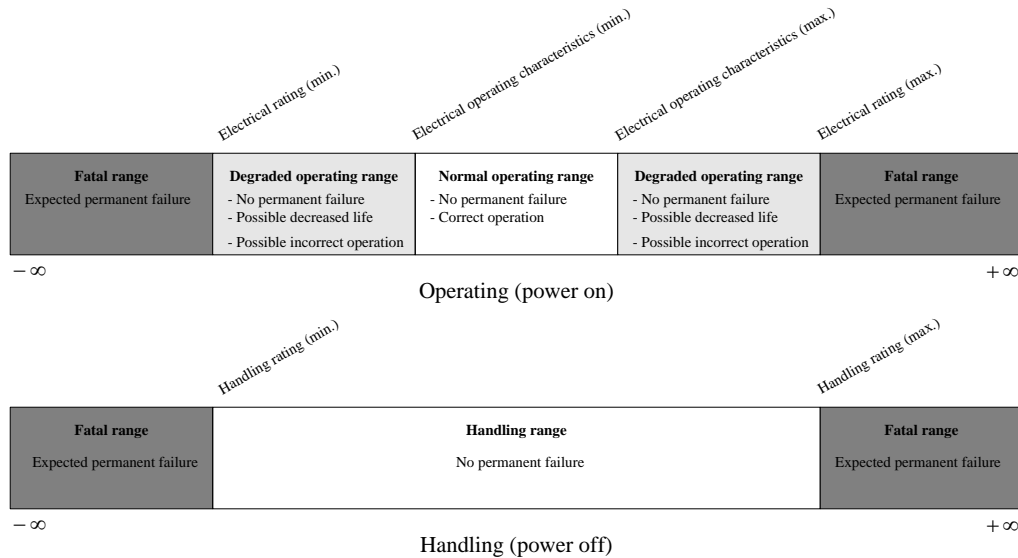 Electrical rating (min.)
Electrical operating characteristics (min.)
Electrical operating characteristics (max.)
Electrical rating (max.)
Fatal range
Expected permanent failure
Degraded operating range
- No permanent failure
- Possible decreased life
- Possible incorrect operation
Normal operating range
- No permanent failure
- Correct operation
Degraded operating range
- No permanent failure
- Possible decreased life
- Possible incorrect operation
Fatal range
Expected permanent failure
− ∞
+ ∞
Operating (power on)
Handling rating (min.)
Handling rating (max.)
Fatal range
Expected permanent failure
Handling range
No permanent failure
Fatal range
Expected permanent failure
− ∞
+ ∞
Handling (power off)